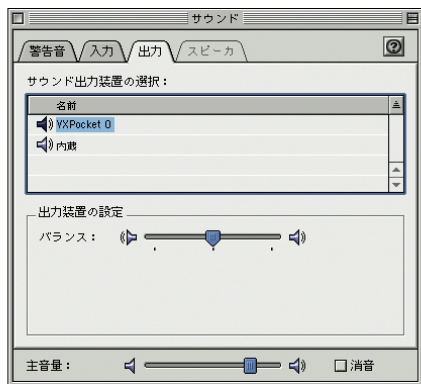 サウンド
警告音 入力 出力 スピーカ ?
サウンド出力装置の選択：
名前
VXPocket 0
内蔵
出力装置の設定
バランス：
主音量： 消音